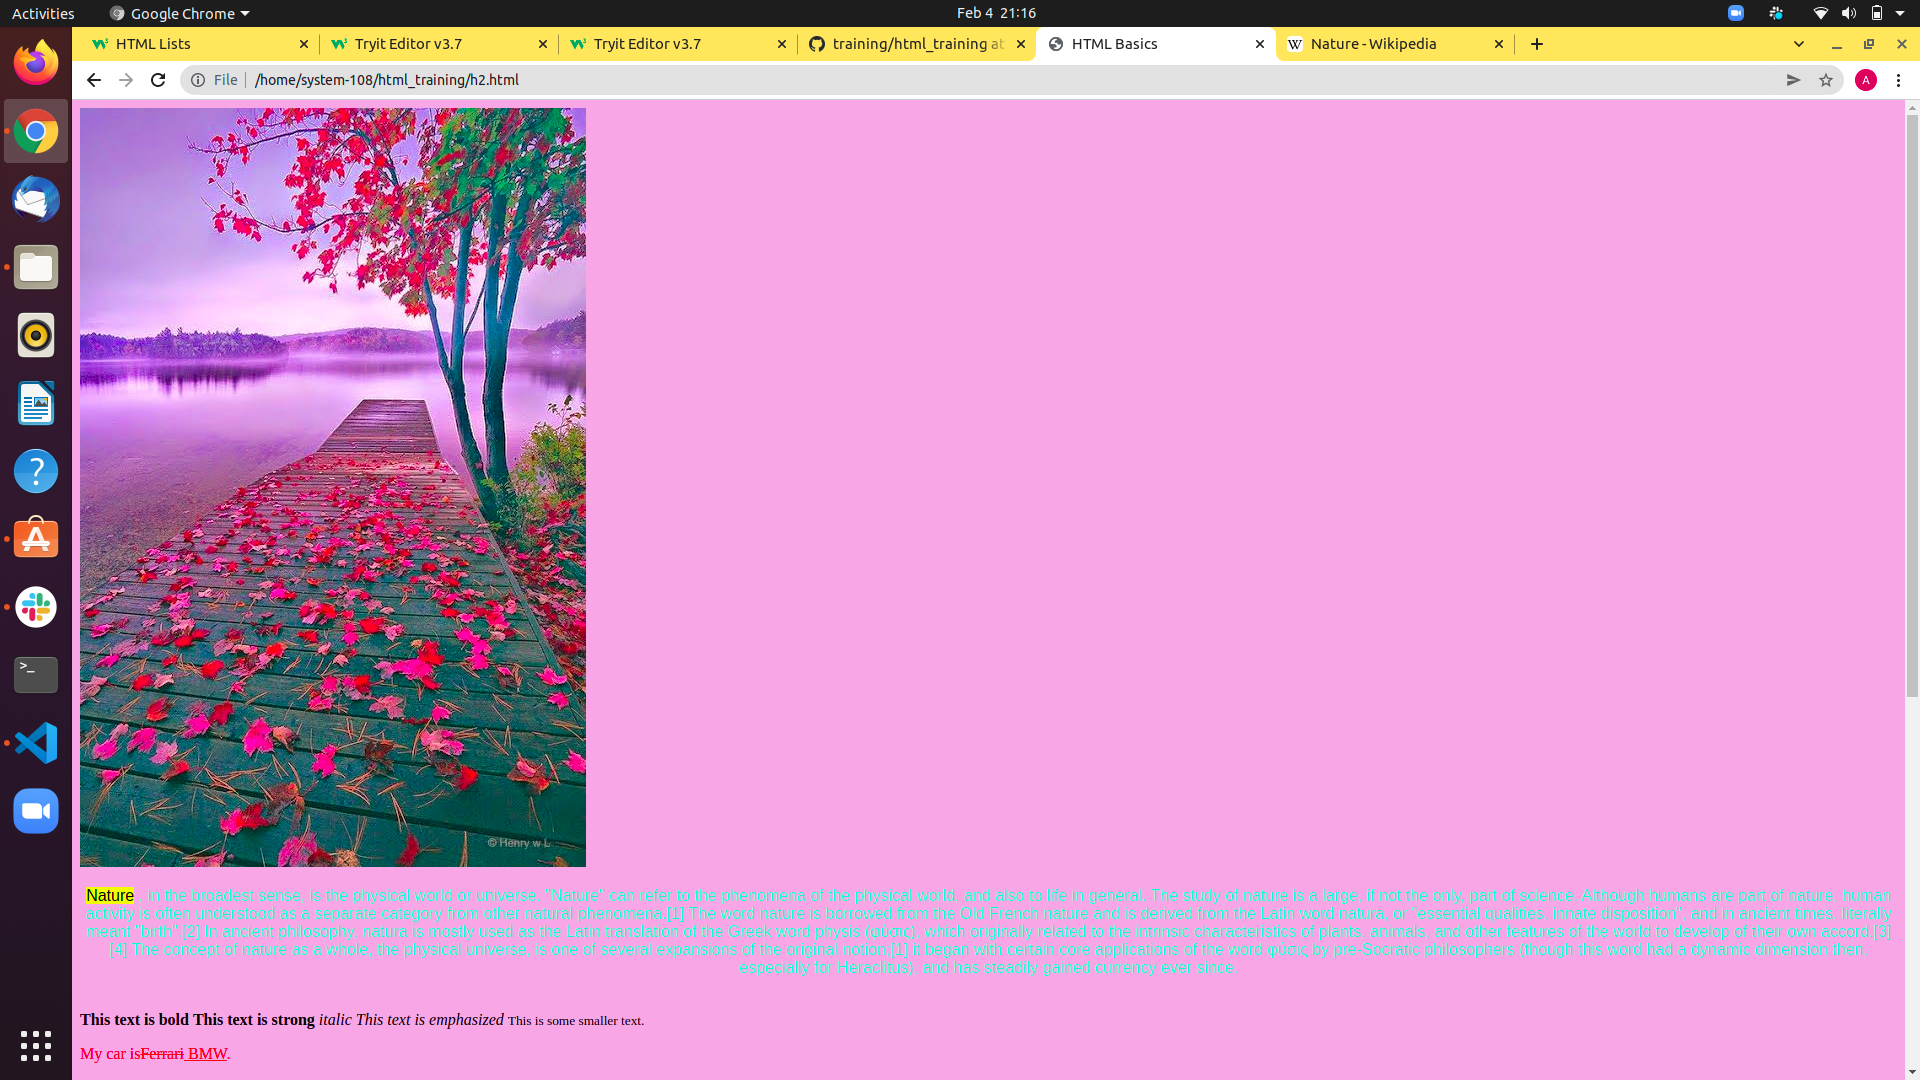 Activities Google Chrome Feb 4 21:16
HTML Lists Tryit Editor v3.7 Tryit Editor v3.7 training/html_training at HTML Basics Nature - Wikipedia
File /home/system-108/html_training/h2.html A
© Henry w L
Nature , in the broadest sense, is the physical world or universe. "Nature" can refer to the phenomena of the physical world, and also to life in general. The study of nature is a large, if not the only, part of science. Although humans are part of nature, human
activity is often understood as a separate category from other natural phenomena.[1] The word nature is borrowed from the Old French nature and is derived from the Latin word natura, or "essential qualities, innate disposition", and in ancient times, literally
meant "birth".[2] In ancient philosophy, natura is mostly used as the Latin translation of the Greek word physis (φύσις), which originally related to the intrinsic characteristics of plants, animals, and other features of the world to develop of their own accord.[3]
[4] The concept of nature as a whole, the physical universe, is one of several expansions of the original notion;[1] it began with certain core applications of the word φύσις by pre-Socratic philosophers (though this word had a dynamic dimension then,
especially for Heraclitus), and has steadily gained currency ever since.
This text is bold This text is strong italic This text is emphasized This is some smaller text.
My car isFerrari BMW.